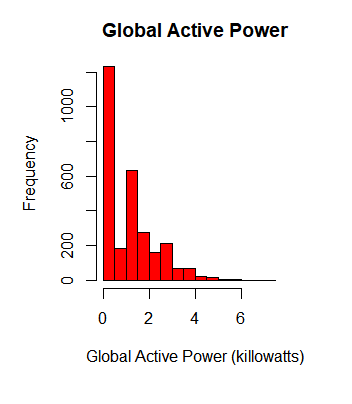 Global Active Power
1000
600
200
0
Frequency
0 2 4 6
Global Active Power (killowatts)